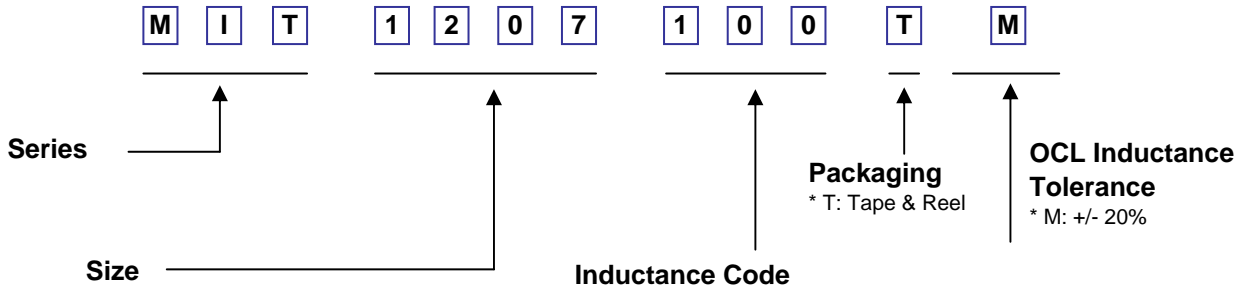 M I T 1 2 0 7 1 0 0 T M
Series
Packaging
* T: Tape & Reel
OCL Inductance
Tolerance
* M: +/- 20%
Size
Inductance Code